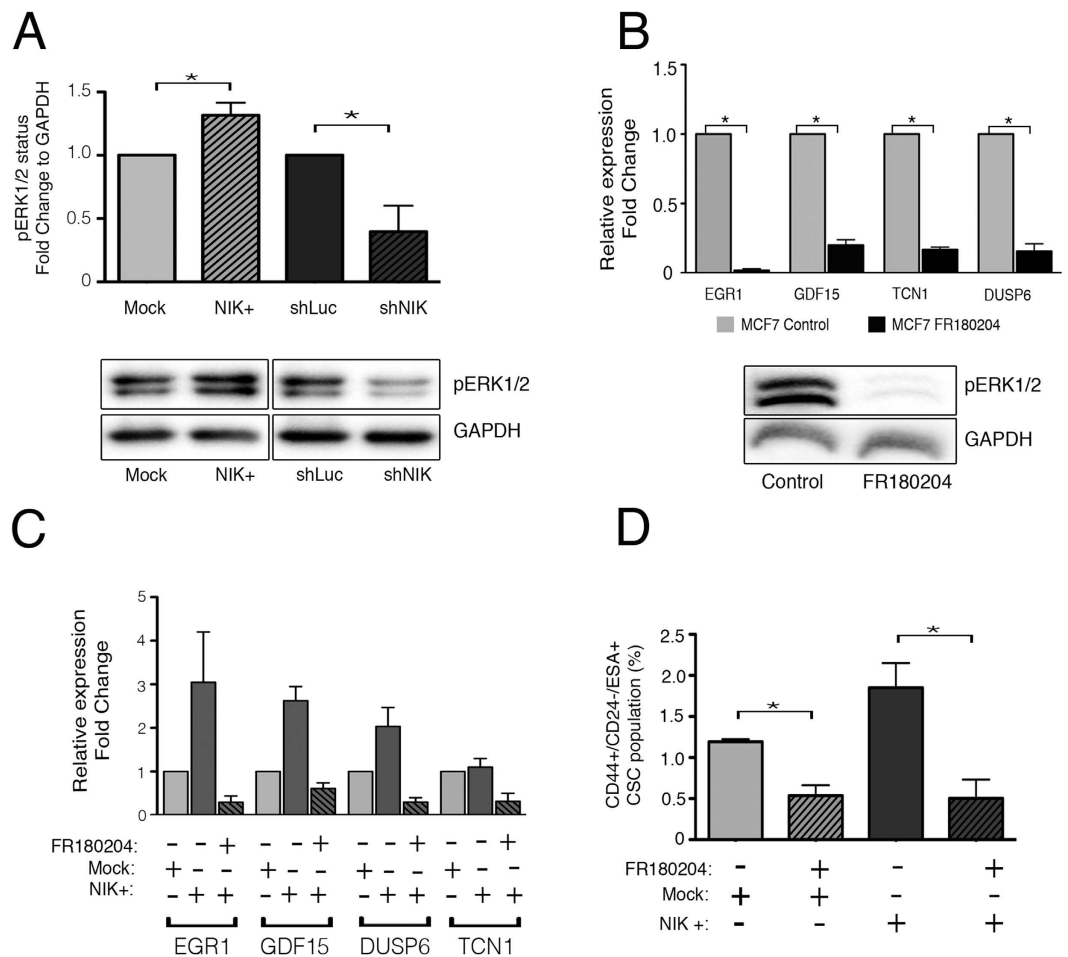 A
pERK1/2 status
Fold Change to GAPDH
1.5
1.0
0.5
0
*
*
Mock NIK+ shLuc shNIK
pERK1/2
GAPDH
Mock NIK+ shLuc shNIK
B
Relative expression
Fold Change
1.5
1.0
0.5
0
* * * *
EGR1 GDF15 TCN1 DUSP6
MCF7 Control MCF7 FR180204
pERK1/2
GAPDH
Control FR180204
C
Relative expression
Fold Change
5
4
3
2
1
0
FR180204: - - + - - + - - + - - +
Mock: + - - + - - + - - + - -
NIK+: - + + - + + - + + - + +
EGR1 GDF15 DUSP6 TCN1
D
CD44+/CD24-/ESA+
CSC population (%)
2.5
2.0
1.5
1.0
0.5
0
*
*
FR180204: - + - +
Mock: + + - -
NIK +: - - + +